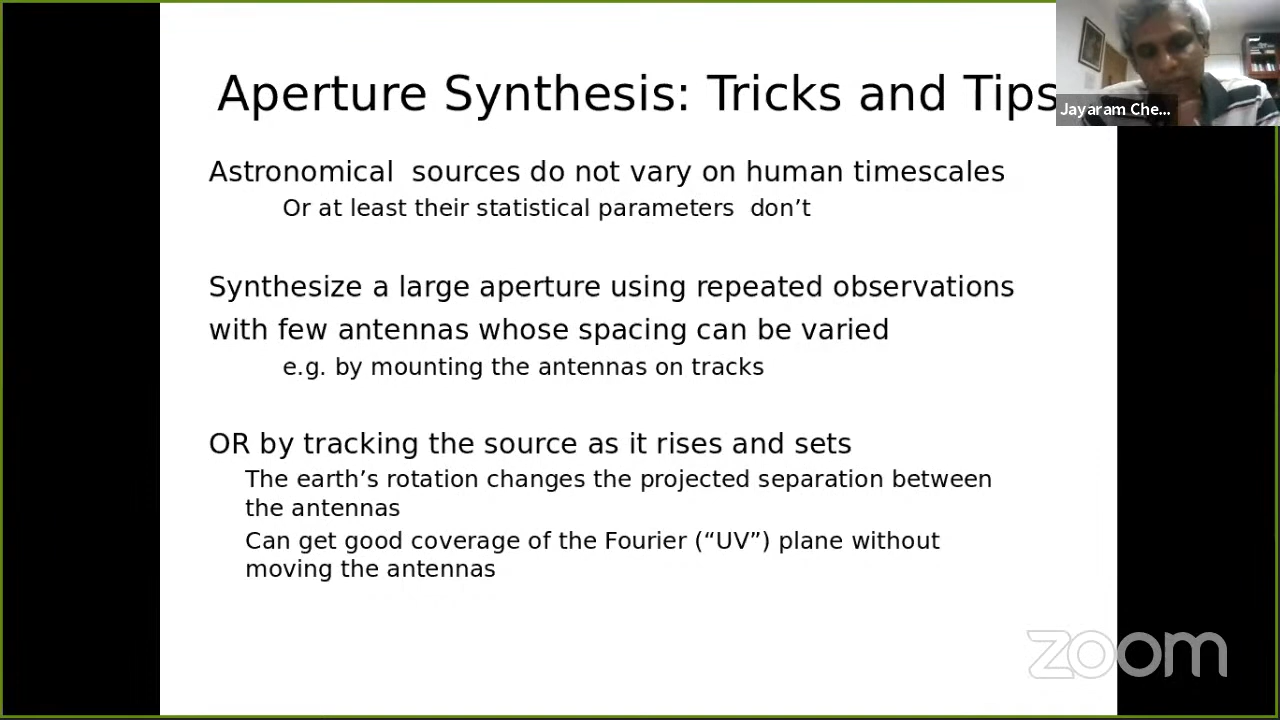 Aperture Synthesis: Tricks and Tips
Jayaram Che...
Astronomical sources do not vary on human timescales
Or at least their statistical parameters don’t
Synthesize a large aperture using repeated observations
with few antennas whose spacing can be varied
e.g. by mounting the antennas on tracks
OR by tracking the source as it rises and sets
The earth’s rotation changes the projected separation between
the antennas
Can get good coverage of the Fourier (“UV”) plane without
moving the antennas
zoom